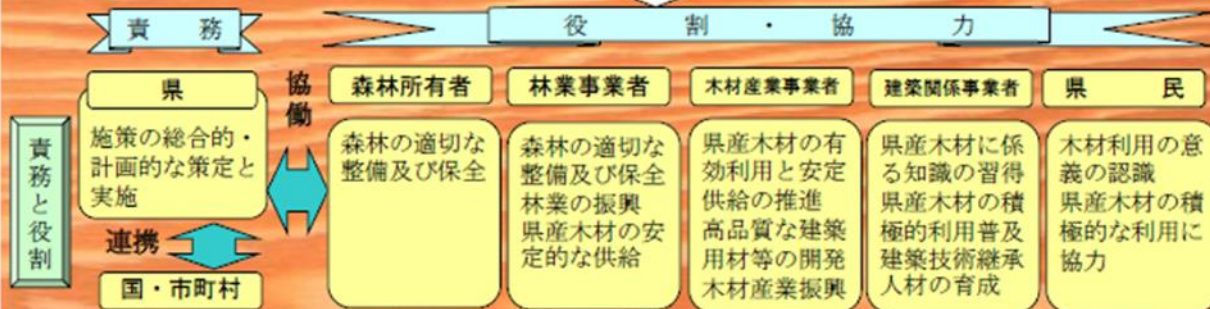 責務
役割・協力
責務と役割
県
施策の総合的・
計画的な策定と
実施
連携
国・市町村
協働
森林所有者
森林の適切な
整備及び保全
林業事業者
森林の適切な
整備及び保全
林業の振興
県産木材の安
定的な供給
木材産業事業者
県産木材の有
効利用と安定
供給の推進
高品質な建築
用材等の開発
木材産業振興
建築関係事業者
県産木材に係
る知識の習得
県産木材の積
極的利用普及
建築技術継承
人材の育成
県民
木材利用の意
義の認識
県産木材の積
極的な利用に
協力